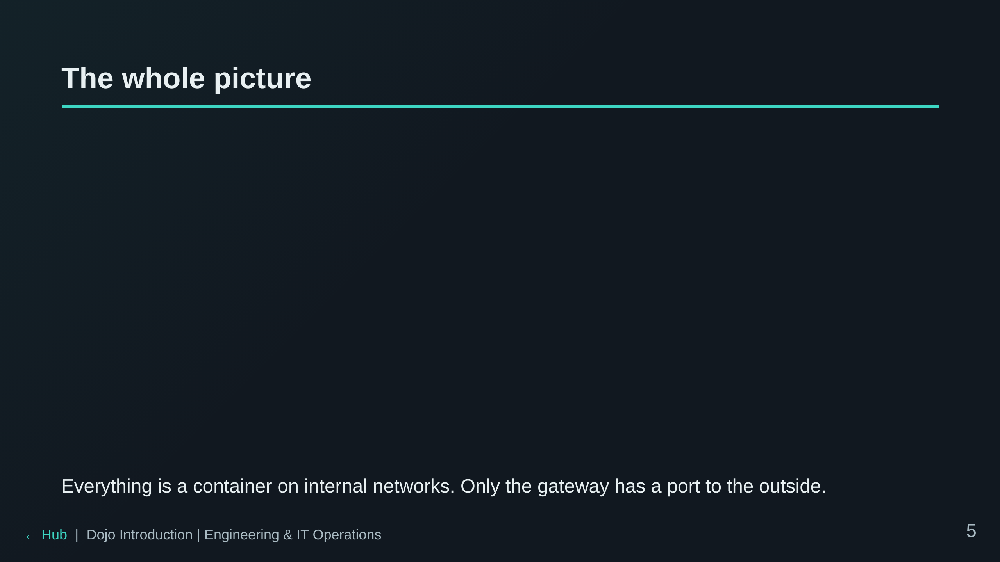 The whole picture
Everything is a container on internal networks. Only the gateway has a port to the outside.
← Hub | Dojo Introduction | Engineering & IT Operations
5